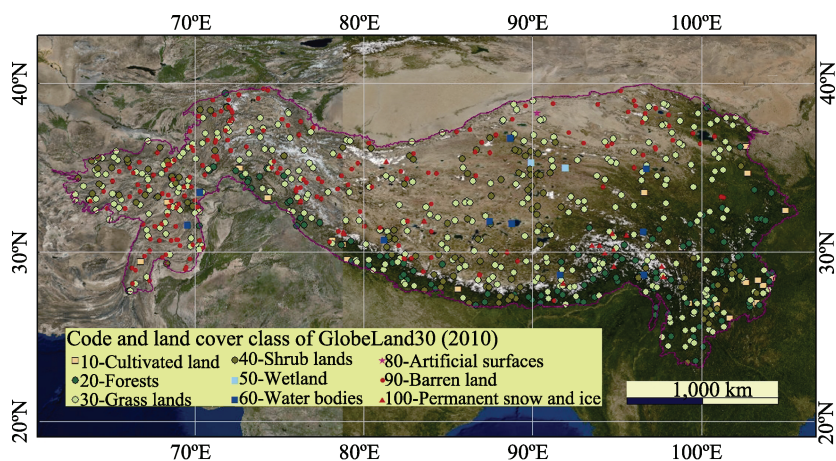 70ºE 80ºE 90ºE 100ºE
40ºN 40ºN
30ºN 30ºN
20ºN 20ºN
Code and land cover class of GlobeLand30 (2010)
10-Cultivated land 40-Shrub lands 80-Artificial surfaces
20-Forests 50-Wetland 90-Barren land
30-Grass lands 60-Water bodies 100-Permanent snow and ice
1,000 km
70ºE 80ºE 90ºE 100ºE